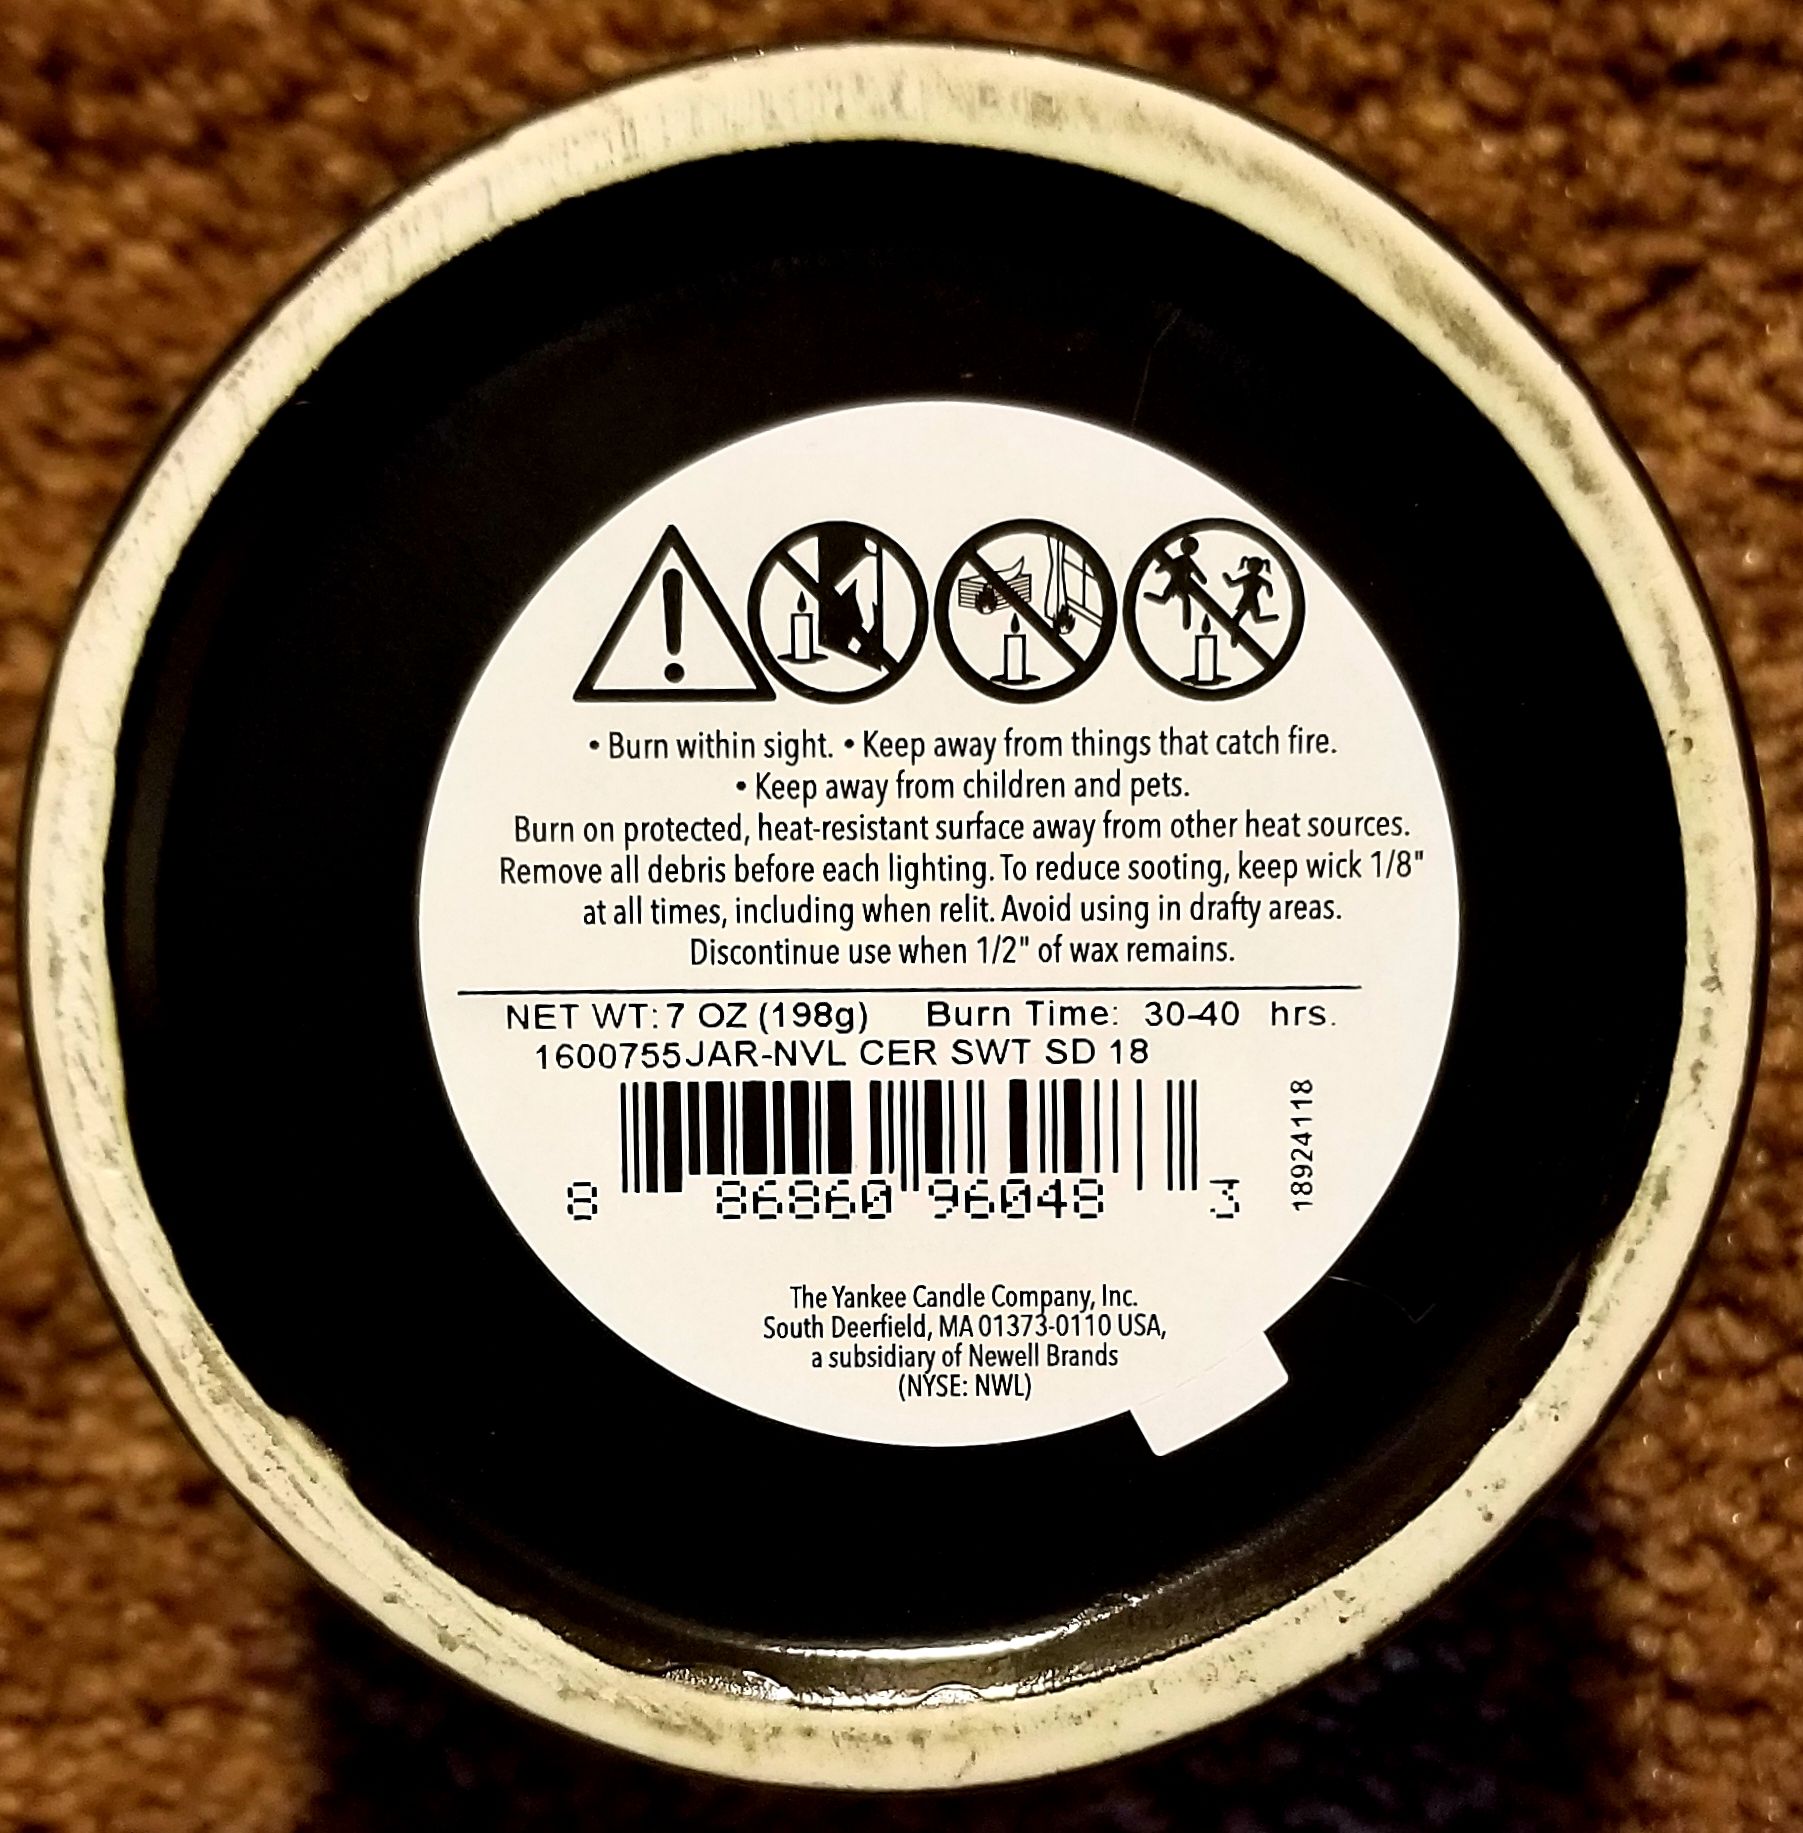 • Burn within sight. • Keep away from things that catch fire.
• Keep away from children and pets.
Burn on protected, heat-resistant surface away from other heat sources.
Remove all debris before each lighting. To reduce sooting, keep wick 1/8"
at all times, including when relit. Avoid using in drafty areas.
Discontinue use when 1/2" of wax remains.
NET WT: 7 OZ (198g) Burn Time: 30-40 hrs.
1600755JAR-NVL CER SWT SD 18
8 86860 96048 3
18924118
The Yankee Candle Company, Inc.
South Deerfield, MA 01373-0110 USA,
a subsidiary of Newell Brands
(NYSE: NWL)